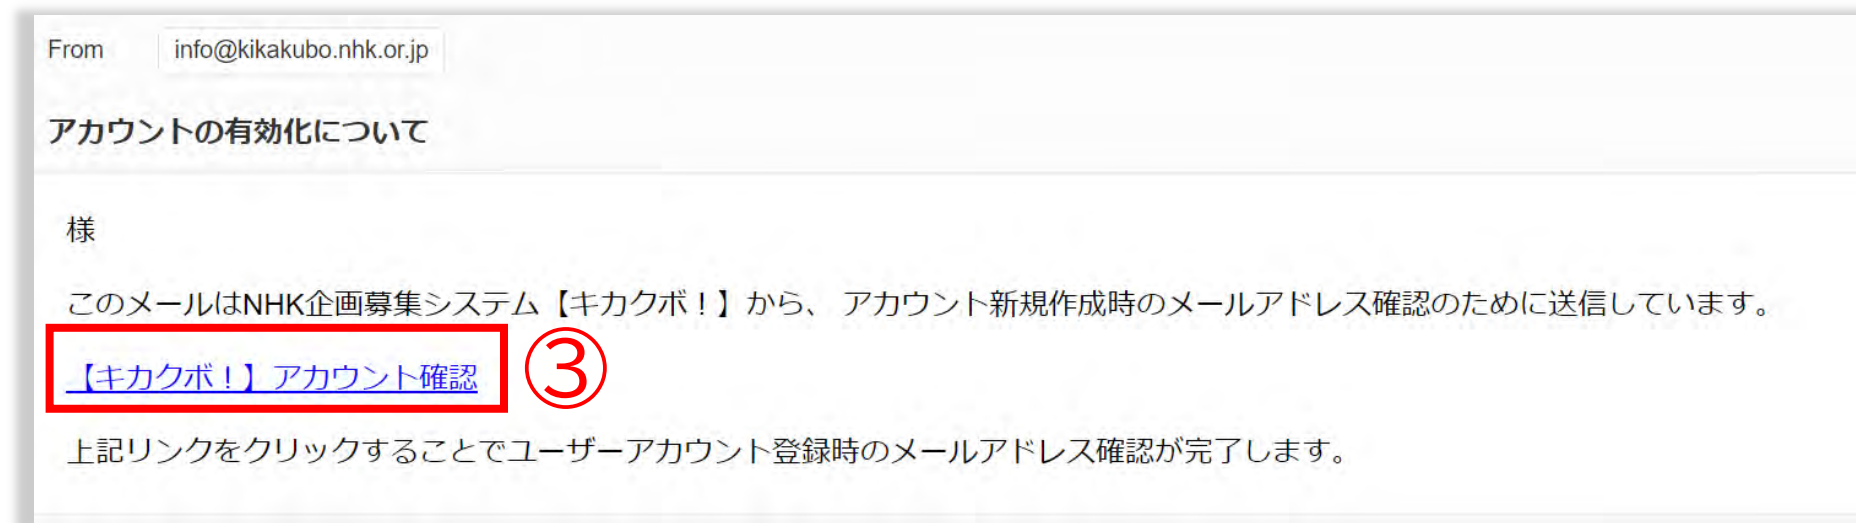 From info@kikakubo.nhk.or.jp
アカウントの有効化について
様
このメールはNHK企画募集システム【キカクボ！】から、 アカウント新規作成時のメールアドレス確認のために送信しています。
【キカクボ！】アカウント確認
③
上記リンクをクリックすることでユーザーアカウント登録時のメールアドレス確認が完了します。